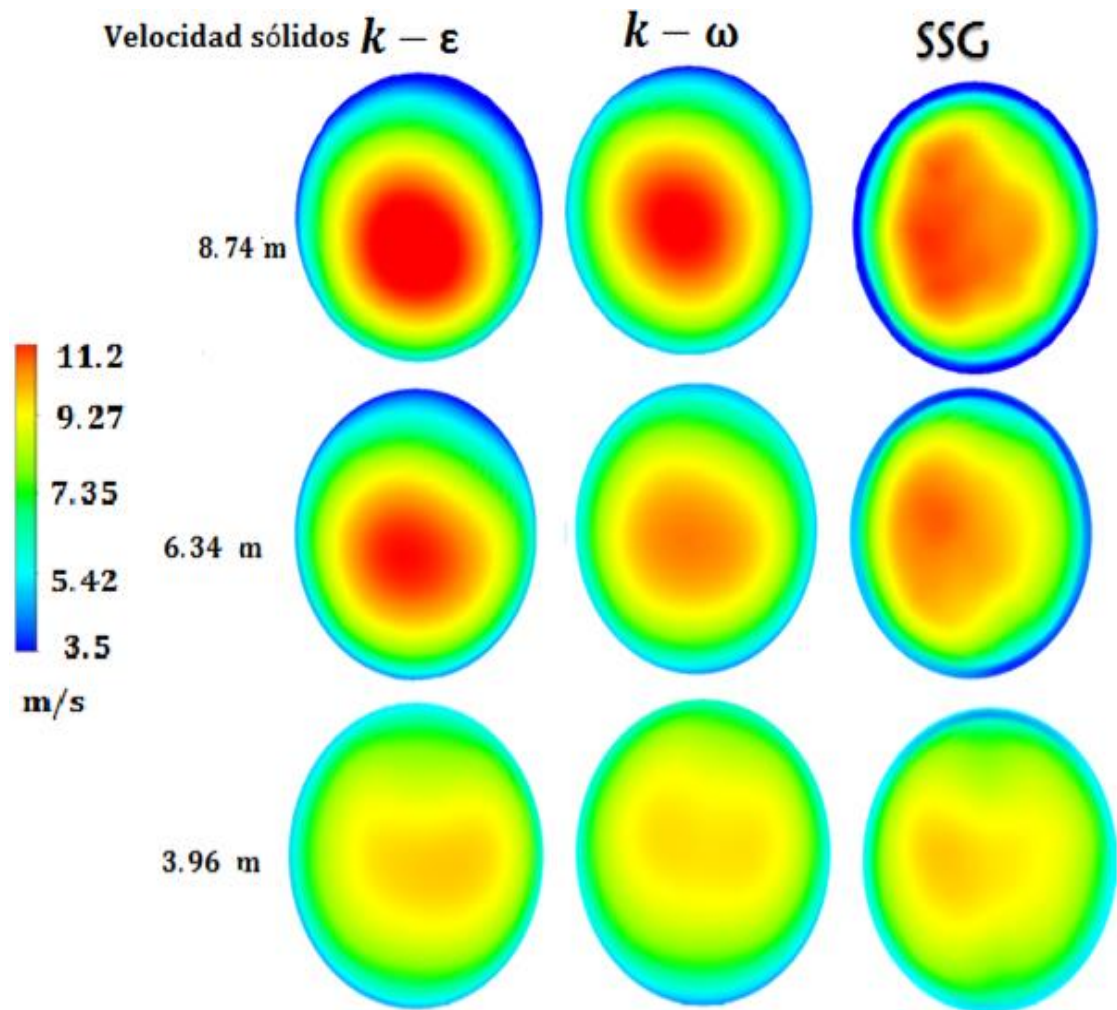 Velocidad sólidos k – ε k – ω SSG
8.74 m
11.2
9.27
6.34 m
7.35
5.42
3.5
m/s
3.96 m